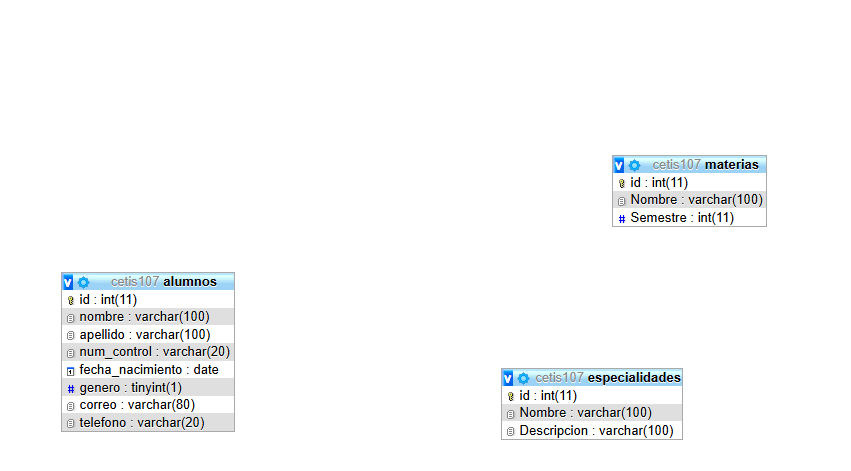 v cetis107 materias
id : int(11)
Nombre : varchar(100)
# Semestre : int(11)
v cetis107 alumnos
id : int(11)
nombre : varchar(100)
apellido : varchar(100)
num_control : varchar(20)
fecha_nacimiento : date
# genero : tinyint(1)
correo : varchar(80)
telefono : varchar(20)
v cetis107 especialidades
id : int(11)
Nombre : varchar(100)
Descripcion : varchar(100)